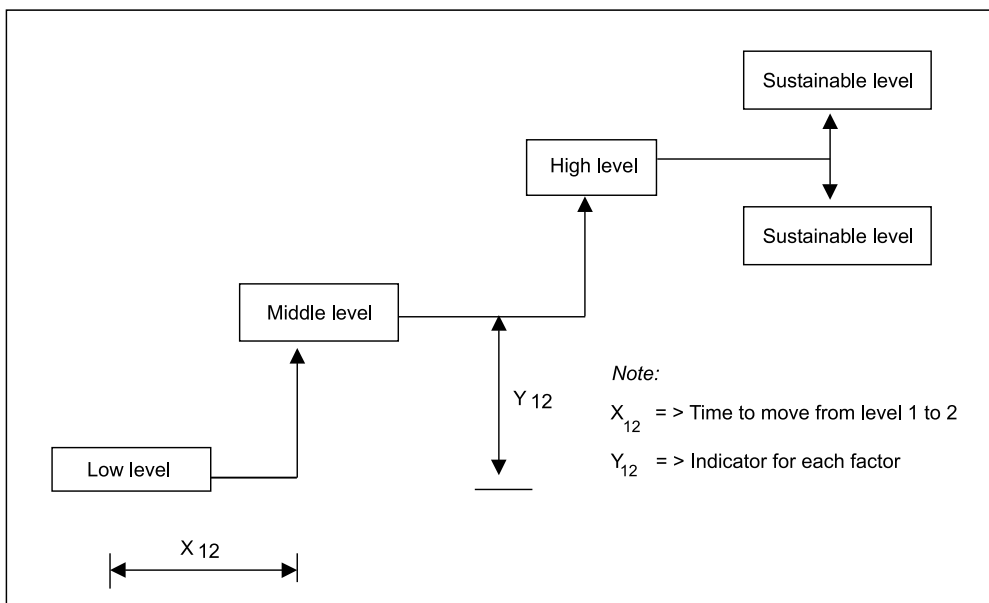 Sustainable level
High level
Sustainable level
Middle level
Y 12
Note:
X12 = > Time to move from level 1 to 2
Y12 = > Indicator for each factor
Low level
X 12